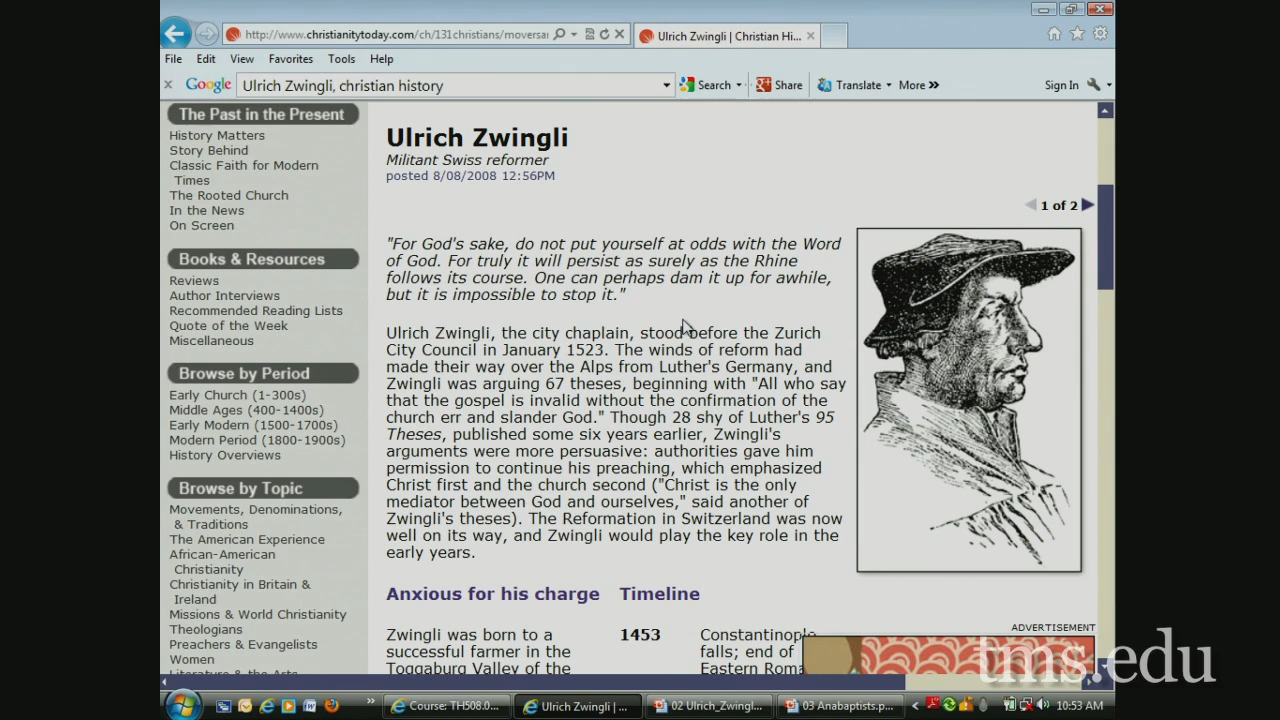 http://www.christianitytoday.com/ch/131christians/moversar
Ulrich Zwingli | Christian Hi...
File Edit View Favorites Tools Help
Google Ulrich Zwingli, christian history Search Share Translate More » Sign In
The Past in the Present
History Matters
Story Behind
Classic Faith for Modern
Times
The Rooted Church
In the News
On Screen
Books & Resources
Reviews
Author Interviews
Recommended Reading Lists
Quote of the Week
Miscellaneous
Browse by Period
Early Church (1-300s)
Middle Ages (400-1400s)
Early Modern (1500-1700s)
Modern Period (1800-1900s)
History Overviews
Browse by Topic
Movements, Denominations,
& Traditions
The American Experience
African-American
Christianity
Christianity in Britain &
Ireland
Missions & World Christianity
Theologians
Preachers & Evangelists
Women
Literature & the Arts
Ulrich Zwingli
Militant Swiss reformer
posted 8/08/2008 12:56PM
1 of 2
"For God's sake, do not put yourself at odds with the Word
of God. For truly it will persist as surely as the Rhine
follows its course. One can perhaps dam it up for awhile,
but it is impossible to stop it."
Ulrich Zwingli, the city chaplain, stood before the Zurich
City Council in January 1523. The winds of reform had
made their way over the Alps from Luther's Germany, and
Zwingli was arguing 67 theses, beginning with "All who say
that the gospel is invalid without the confirmation of the
church err and slander God." Though 28 shy of Luther's 95
Theses, published some six years earlier, Zwingli's
arguments were more persuasive: authorities gave him
permission to continue his preaching, which emphasized
Christ first and the church second ("Christ is the only
mediator between God and ourselves," said another of
Zwingli's theses). The Reformation in Switzerland was now
well on its way, and Zwingli would play the key role in the
early years.
Anxious for his charge
Zwingli was born to a
successful farmer in the
Toggaburg Valley of the
Timeline
1453 Constantinople
falls; end of
Eastern Roma
ADVERTISEMENT
tms.edu
Course: TH508.0... Ulrich Zwingli | ... 02 Ulrich_Zwingl... 03 Anabaptists.p... 10:53 AM